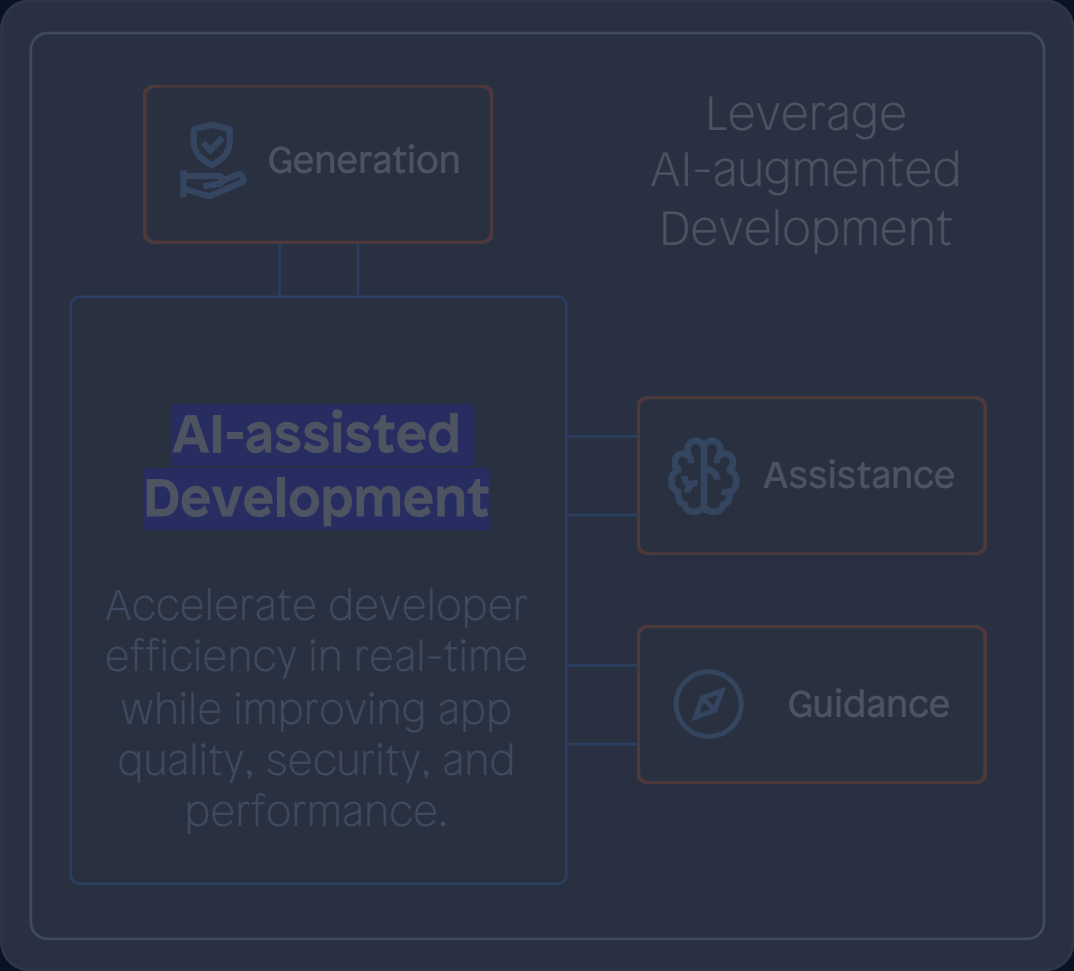 Generation
Leverage
AI-augmented
Development
AI-assisted
Development
Accelerate developer
efficiency in real-time
while improving app
quality, security, and
performance.
Assistance
Guidance